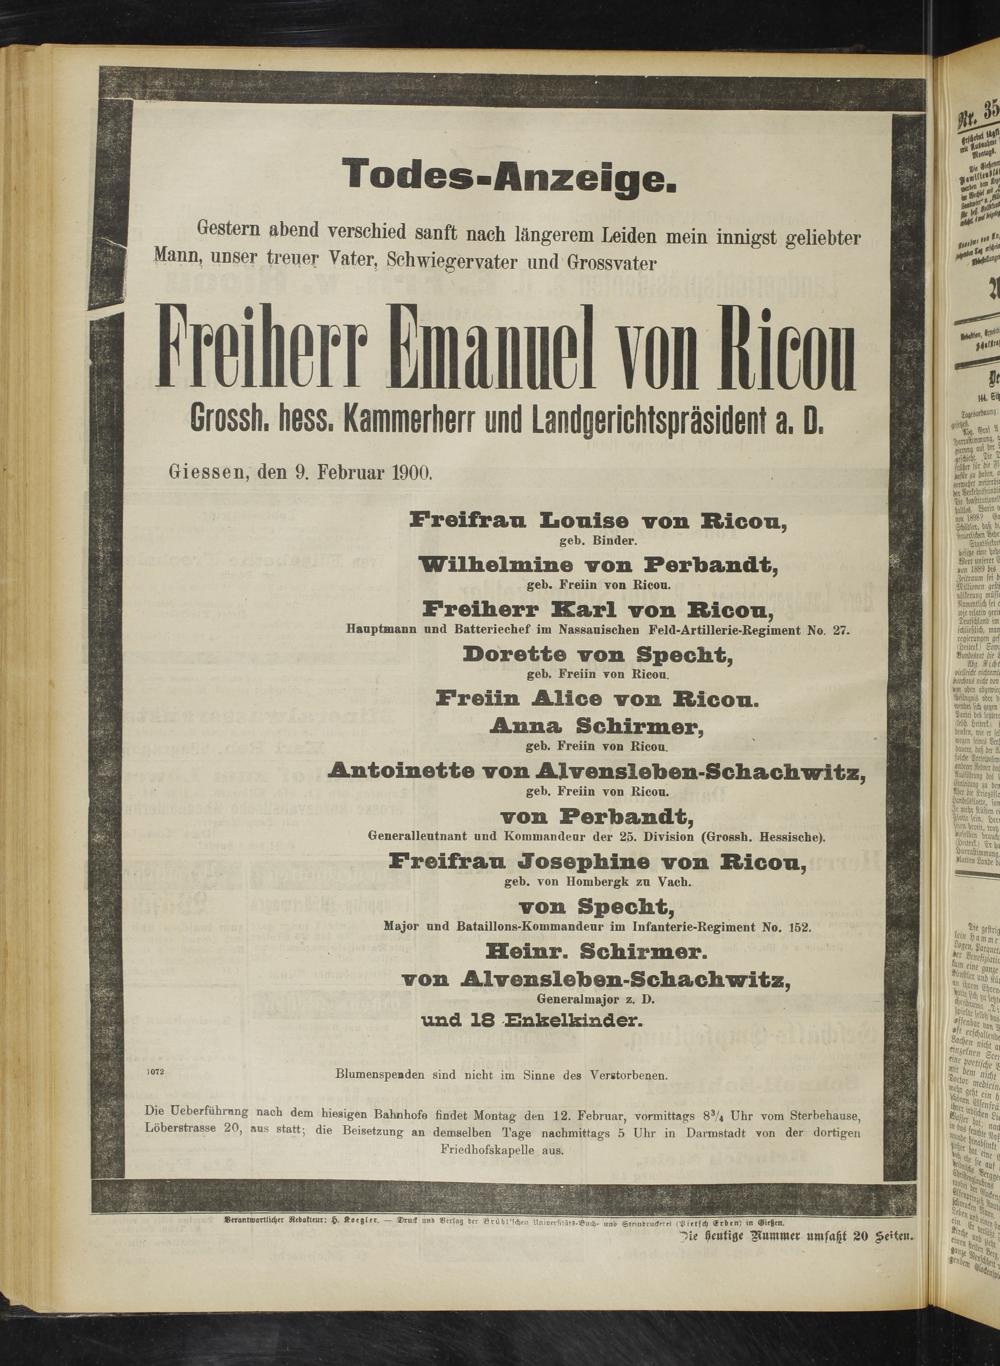 Todes-Anzeige.
Gestern abend verschied sanft nach längerem Leiden mein innigst geliebter
Mann, unser treuer Vater, Schwiegervater und Grossvater
Freiherr Emanuel von Ricou
Grossh. hess. Kammerherr und Landgerichtspräsident a. D.
Giessen, den 9. Februar 1900.
Freifrau Louise von Ricou,
geb. Binder.
Wilhelmine von Perbandt,
geb. Freiin von Ricou.
Freiherr Karl von Ricou,
Hauptmann und Batteriechef im Nassauischen Feld-Artillerie-Regiment No. 27.
Dorette von Specht,
geb. Freiin von Ricou.
Freiin Alice von Ricou.
Anna Schirmer,
geb. Freiin von Ricou.
Antoinette von Alvensleben-Schachwitz,
geb. Freiin von Ricou.
von Perbandt,
Generalleutnant und Kommandeur der 25. Division (Grossh. Hessische).
Freifrau Josephine von Ricou,
geb. von Hombergk zu Vach.
von Specht,
Major und Bataillons-Kommandeur im Infanterie-Regiment No. 152.
Heinr. Schirmer.
von Alvensleben-Schachwitz,
Generalmajor z. D.
und 18 Enkelkinder.
1072
Blumenspenden sind nicht im Sinne des Verstorbenen.
Die Ueberführung nach dem hiesigen Bahnhofe findet Montag den 12. Februar, vormittags 8¾ Uhr vom Sterbehause,
Löberstrasse 20, aus statt; die Beisetzung an demselben Tage nachmittags 5 Uhr in Darmstadt von der dortigen
Friedhofskapelle aus.
Verantwortlicher Redakteur: H. Koegler. — Druck und Verlag der Brühl'schen Universitäts-Buch- und Steindruckerei (Pietsch Erben) in Gießen.
Die heutige Nummer umfaßt 20 Seiten.
Nr. 35